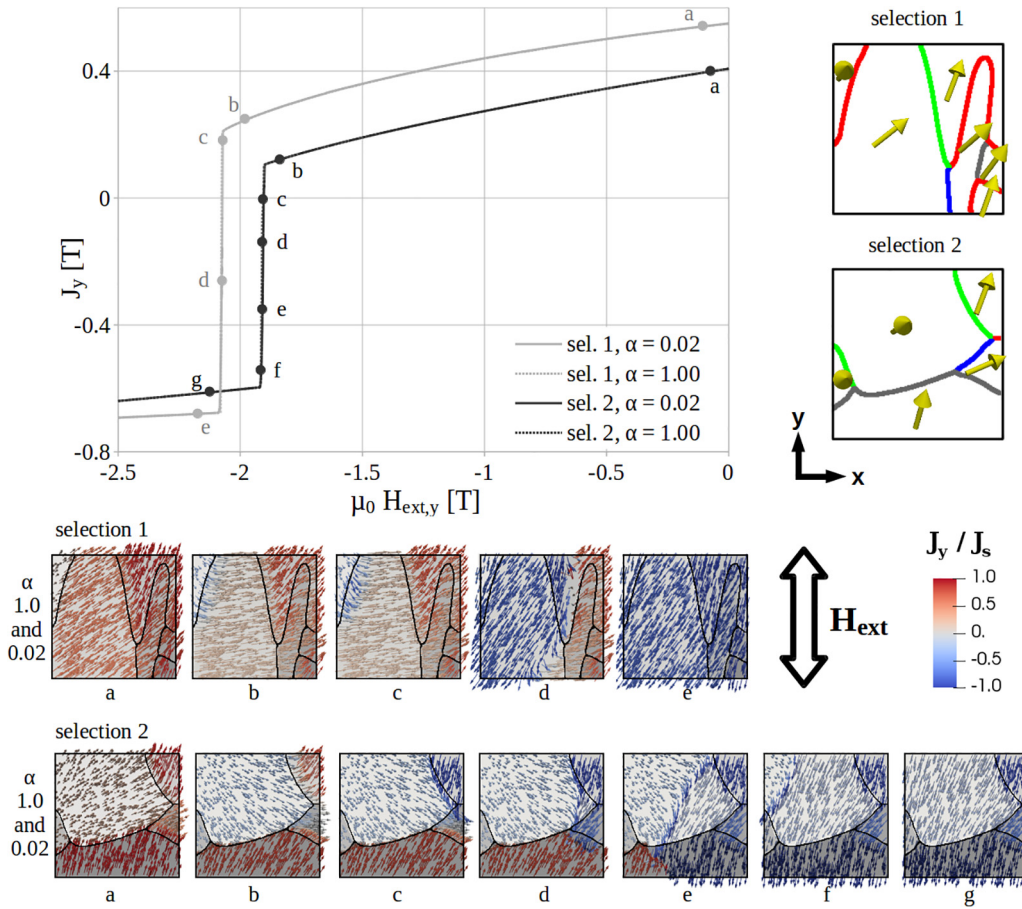 selection 1
a
0.4
b
c
b
a
0
c
d
d
e
-0.4
f
g
e
-0.8
J_y [T]
-2.5
-2
-1.5
-1
-0.5
0
μ₀ H_ext,y [T]
sel. 1, α = 0.02
sel. 1, α = 1.00
sel. 2, α = 0.02
sel. 2, α = 1.00
selection 2
y
x
selection 1
α
1.0
and
0.02
a
b
c
d
e
H_ext
J_y / J_s
1.0
0.5
0.
-0.5
-1.0
selection 2
α
1.0
and
0.02
a
b
c
d
e
f
g